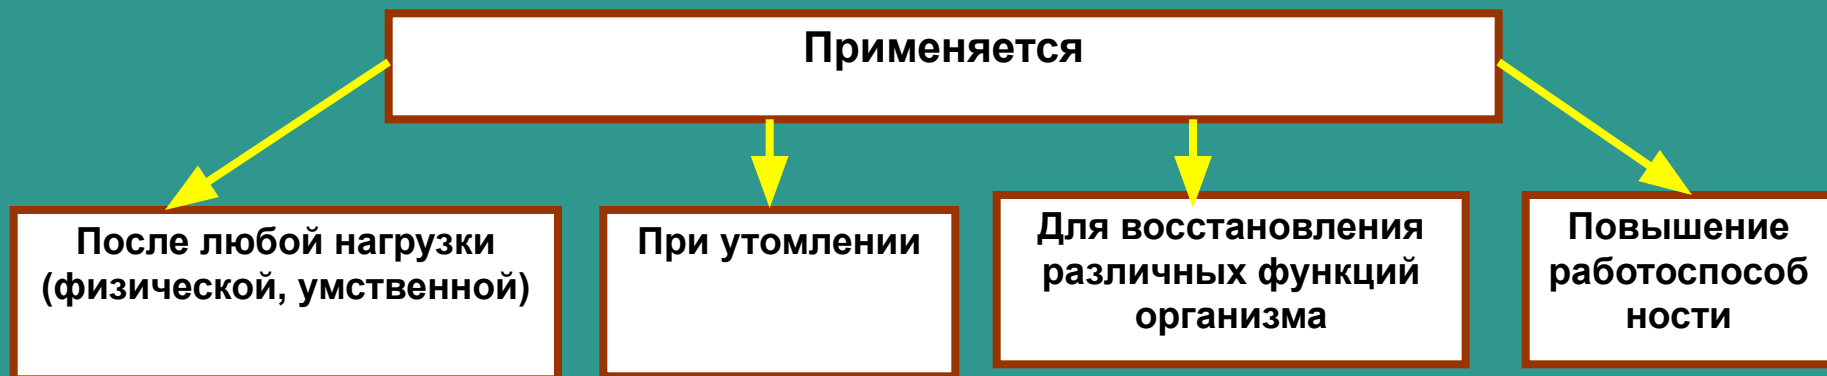 Применяется
После любой нагрузки
(физической, умственной)
При утомлении
Для восстановления
различных функций
организма
Повышение
работоспособ
ности